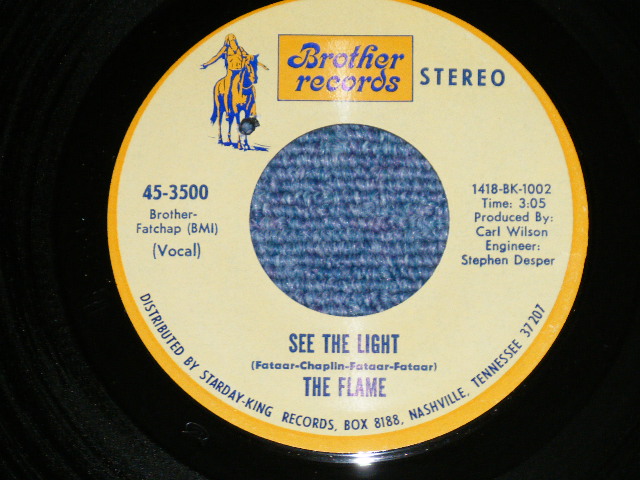 Brother
records
STEREO
45-3500
Brother-
Fatchap (BMI)
(Vocal)
1418-BK-1002
Time: 3:05
Produced By:
Carl Wilson
Engineer:
Stephen Desper
SEE THE LIGHT
(Fataar-Chaplin-Fataar-Fataar)
THE FLAME
DISTRIBUTED BY STARDAY-KING RECORDS, BOX 8188, NASHVILLE, TENNESSEE 37207